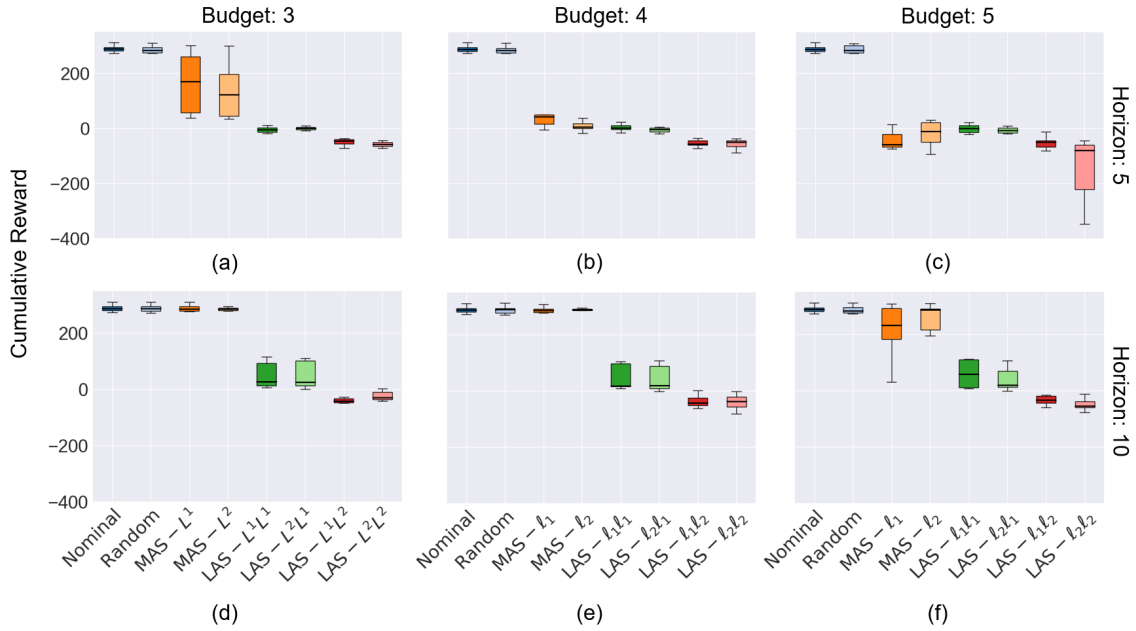 Budget: 3
Budget: 4
Budget: 5
Cumulative Reward
200
0
−200
−400
Horizon: 5
(a)
(b)
(c)
200
0
−200
−400
Horizon: 10
Nominal
Random
MAS − L¹
MAS − L²
LAS − L¹L¹
LAS − L²L¹
LAS − L¹L²
LAS − L²L²
Nominal
Random
MAS − ℓ₁
MAS − ℓ₂
LAS − ℓ₁ℓ₁
LAS − ℓ₂ℓ₁
LAS − ℓ₁ℓ₂
LAS − ℓ₂ℓ₂
Nominal
Random
MAS − ℓ₁
MAS − ℓ₂
LAS − ℓ₁ℓ₁
LAS − ℓ₂ℓ₁
LAS − ℓ₁ℓ₂
LAS − ℓ₂ℓ₂
(d)
(e)
(f)